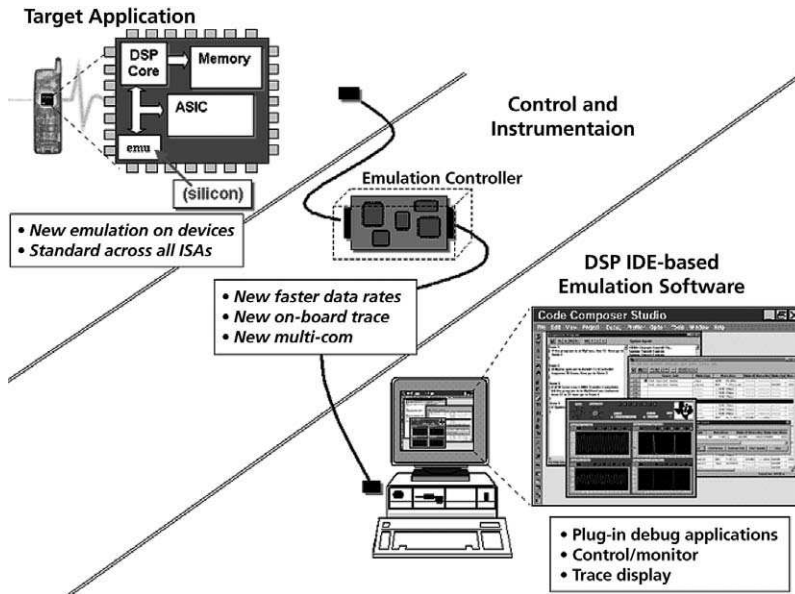 Target Application
DSP
Core
Memory
ASIC
emu
(silicon)
• New emulation on devices
• Standard across all ISAs
Control and
Instrumentaion
Emulation Controller
• New faster data rates
• New on-board trace
• New multi-com
DSP IDE-based
Emulation Software
Code Composer Studio
File Edit View Project Debug Profiler Option Tools Window Help
• Plug-in debug applications
• Control/monitor
• Trace display